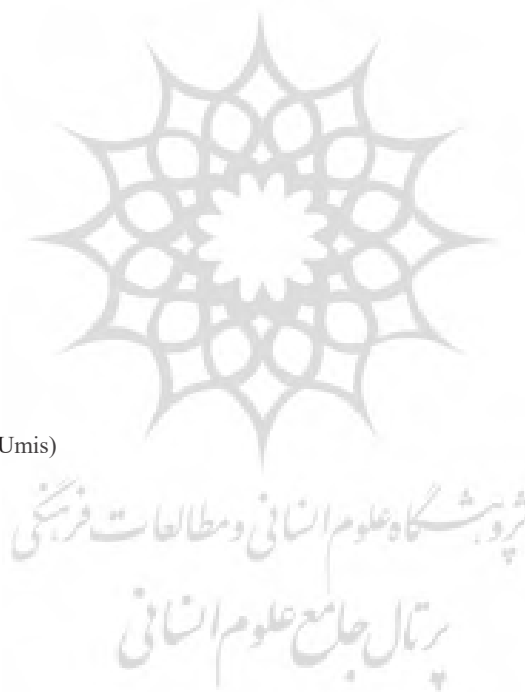 Umis)
پژوهشگاه علوم انسانی و مطالعات فرهنگی
پرتال جامع علوم انسانی